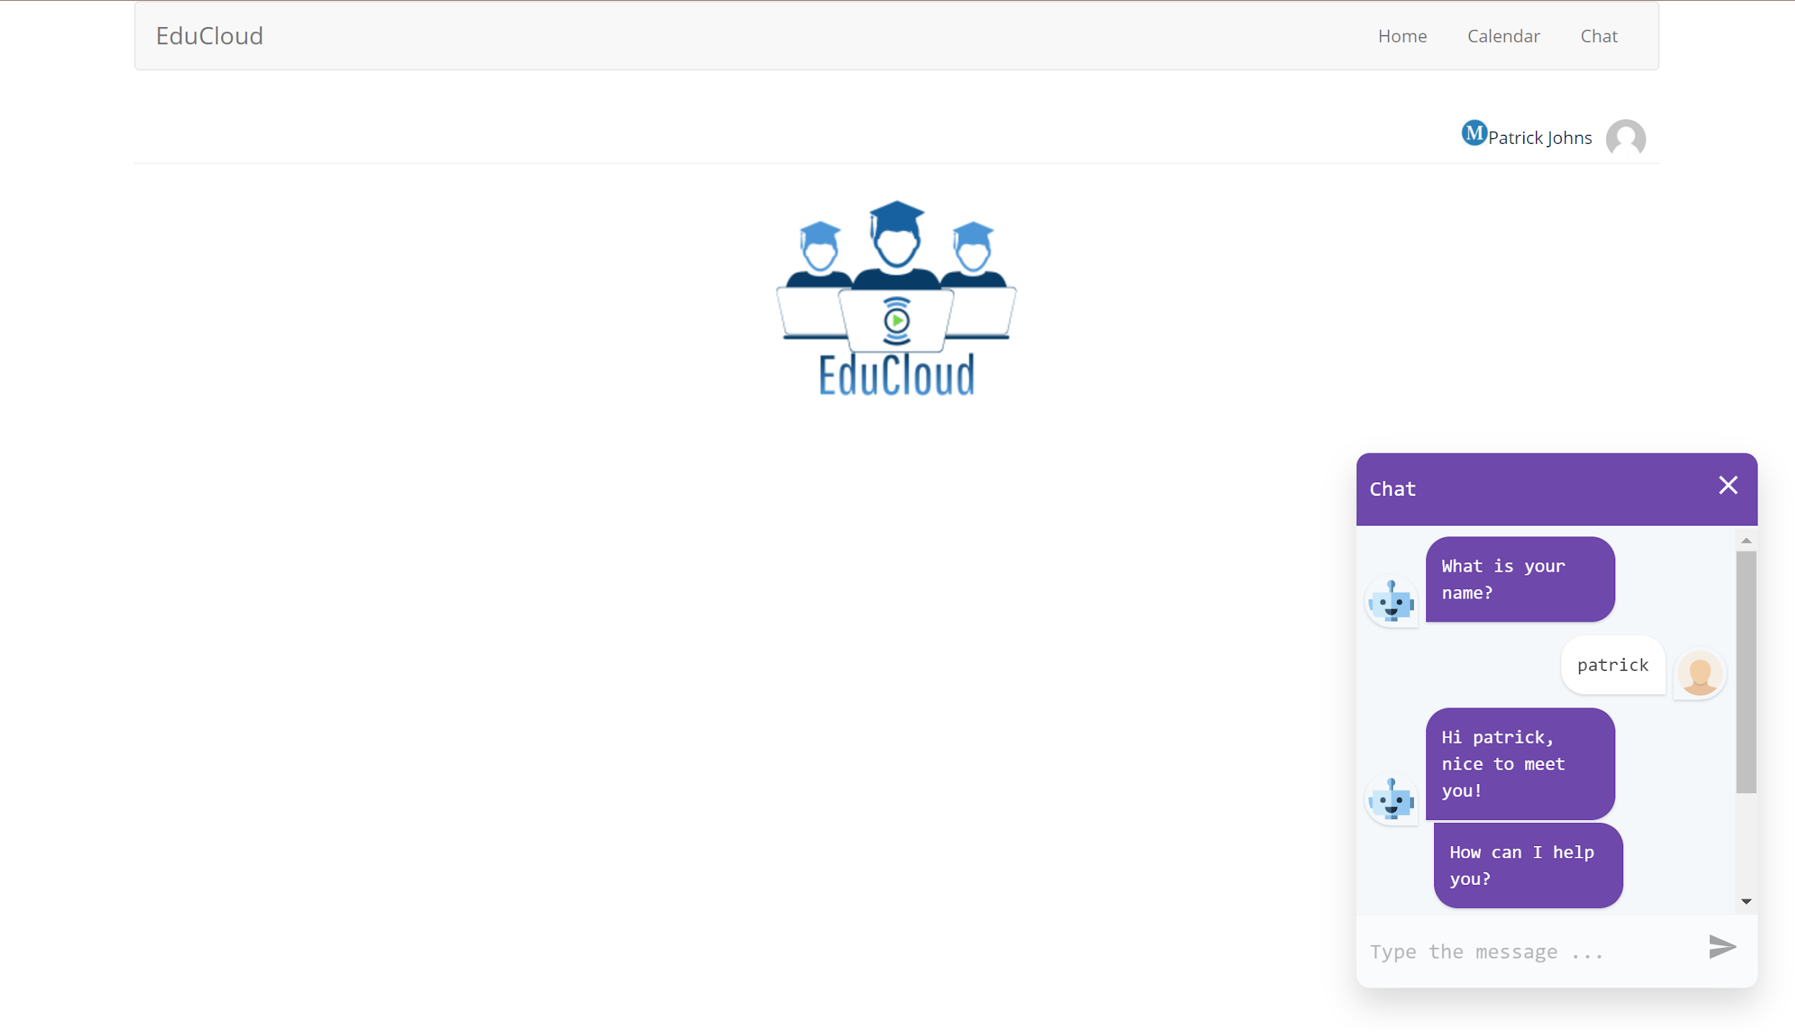 EduCloud
Home Calendar Chat
M Patrick Johns
EduCloud
Chat
What is your
name?
patrick
Hi patrick,
nice to meet
you!
How can I help
you?
Type the message ...